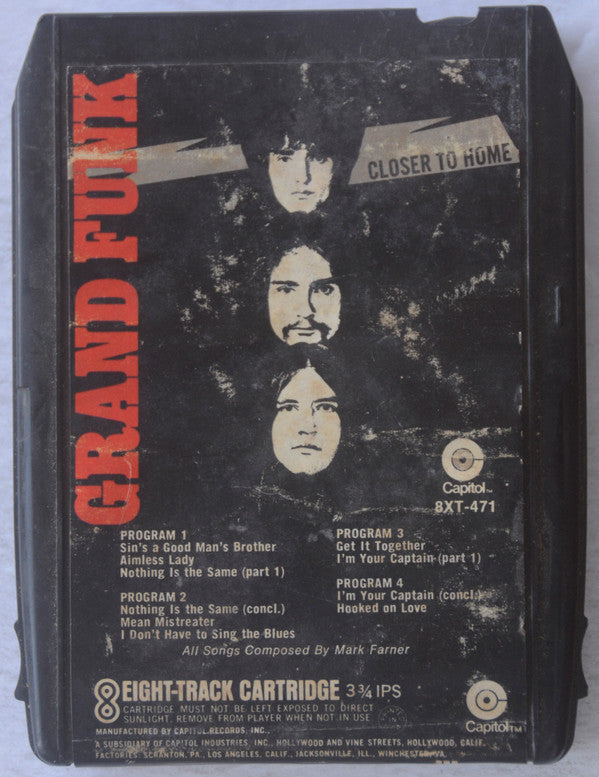 GRAND FUNK
CLOSER TO HOME
Capitol™
8XT-471
PROGRAM 1
Sin's a Good Man's Brother
Aimless Lady
Nothing Is the Same (part 1)
PROGRAM 2
Nothing Is the Same (concl.)
Mean Mistreater
I Don't Have to Sing the Blues
PROGRAM 3
Get It Together
I'm Your Captain (part 1)
PROGRAM 4
I'm Your Captain (concl.)
Hooked on Love
All Songs Composed By Mark Farner
8 EIGHT-TRACK CARTRIDGE 3¾ IPS
CARTRIDGE MUST NOT BE LEFT EXPOSED TO DIRECT
SUNLIGHT. REMOVE FROM PLAYER WHEN NOT IN USE
Capitol™
MANUFACTURED BY CAPITOL RECORDS, INC.,
A SUBSIDIARY OF CAPITOL INDUSTRIES, INC., HOLLYWOOD AND VINE STREETS, HOLLYWOOD, CALIF.
FACTORIES: SCRANTON, PA., LOS ANGELES, CALIF., JACKSONVILLE, ILL., WINCHESTER, VA.